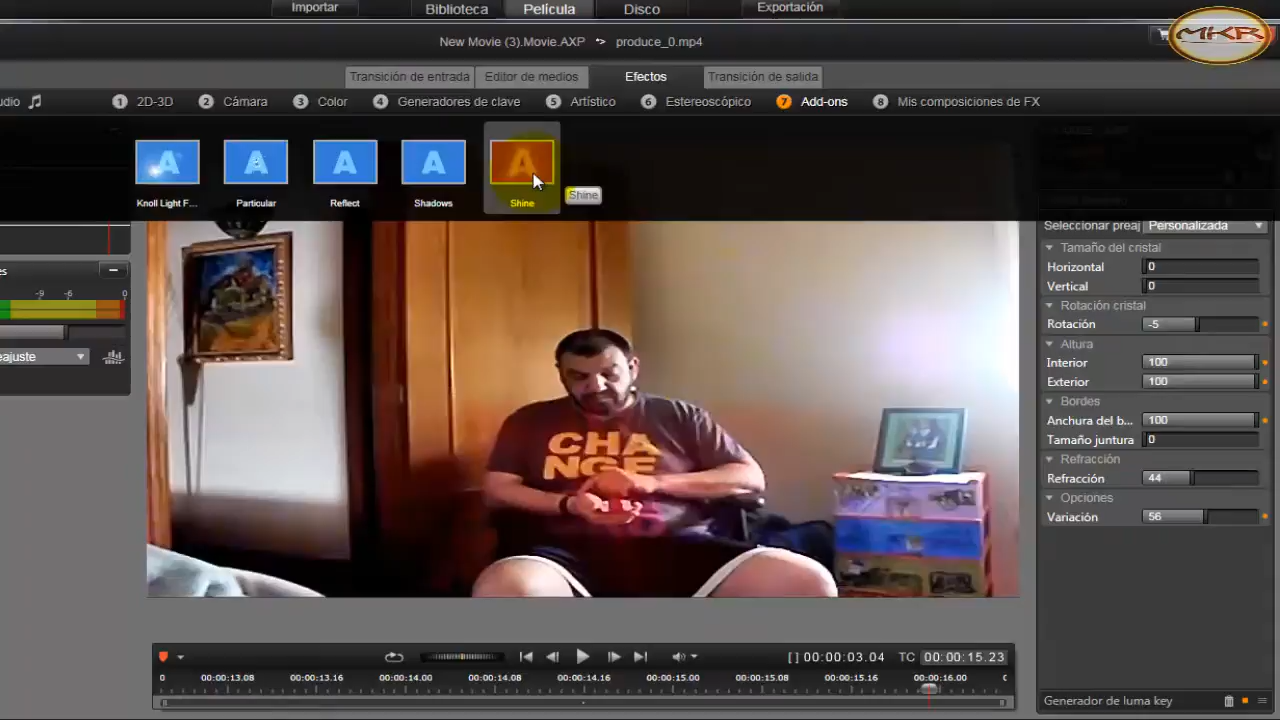 Importar Biblioteca Película Disco Exportación
MKR
New Movie (3).Movie.AXP produce_0.mp4
Transición de entrada Editor de medios Efectos Transición de salida
udio 1 2D-3D 2 Cámara 3 Color 4 Generadores de clave 5 Artístico 6 Estereoscópico 7 Add-ons 8 Mis composiciones de FX
A A A A A
Shine
Knoll Light F... Particular Reflect Shadows Shine
Seleccionar preaj Personalizada
Tamaño del cristal
Horizontal 0
Vertical 0
Rotación cristal
Rotación -5
Altura
Interior 100
Exterior 100
Bordes
Anchura del b... 100
Tamaño juntura 0
Refracción
Refracción 44
Opciones
Variación 56
es
-9 -6 0
eajuste
CHA
NGE
[ ] 00:00:03.04 TC 00:00:15.23
0 00:00:13.08 00:00:13.16 00:00:14.00 00:00:14.08 00:00:14.16 00:00:15.00 00:00:15.08 00:00:15.16 00:00:16.00
Generador de luma key